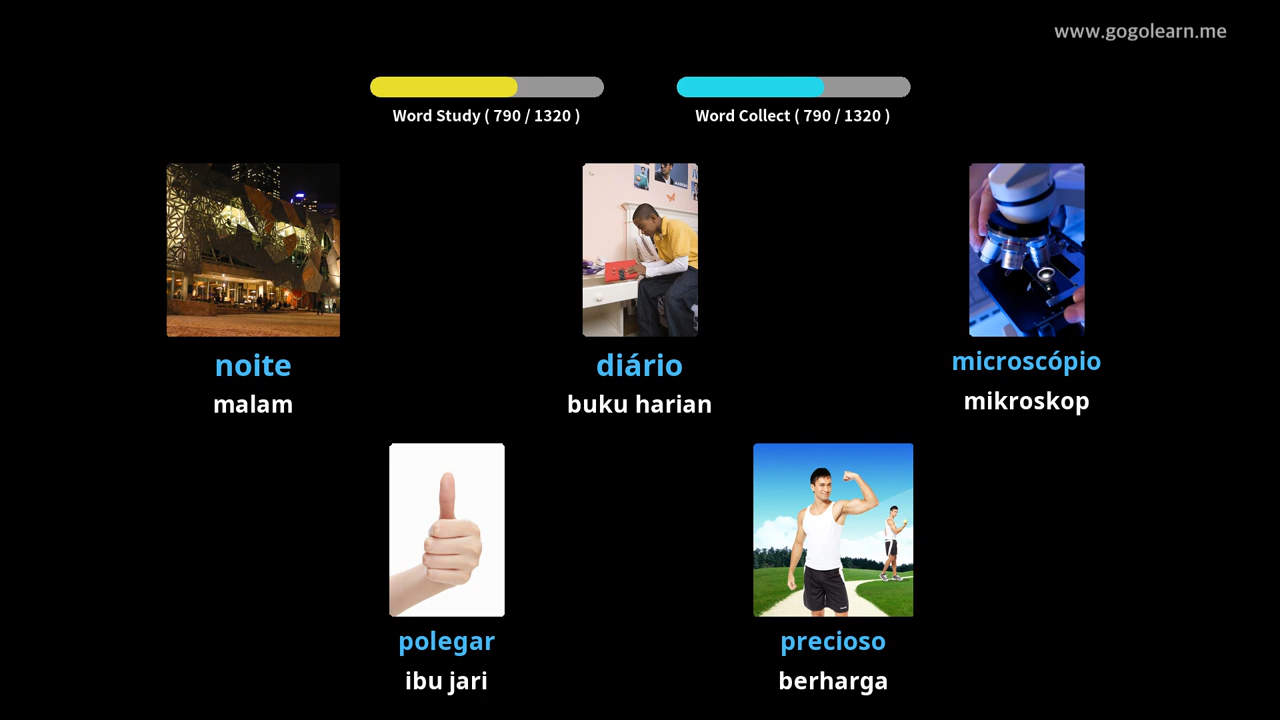 www.gogolearn.me
Word Study ( 790 / 1320 )
Word Collect ( 790 / 1320 )
noite
malam
diário
buku harian
microscópio
mikroskop
polegar
ibu jari
precioso
berharga